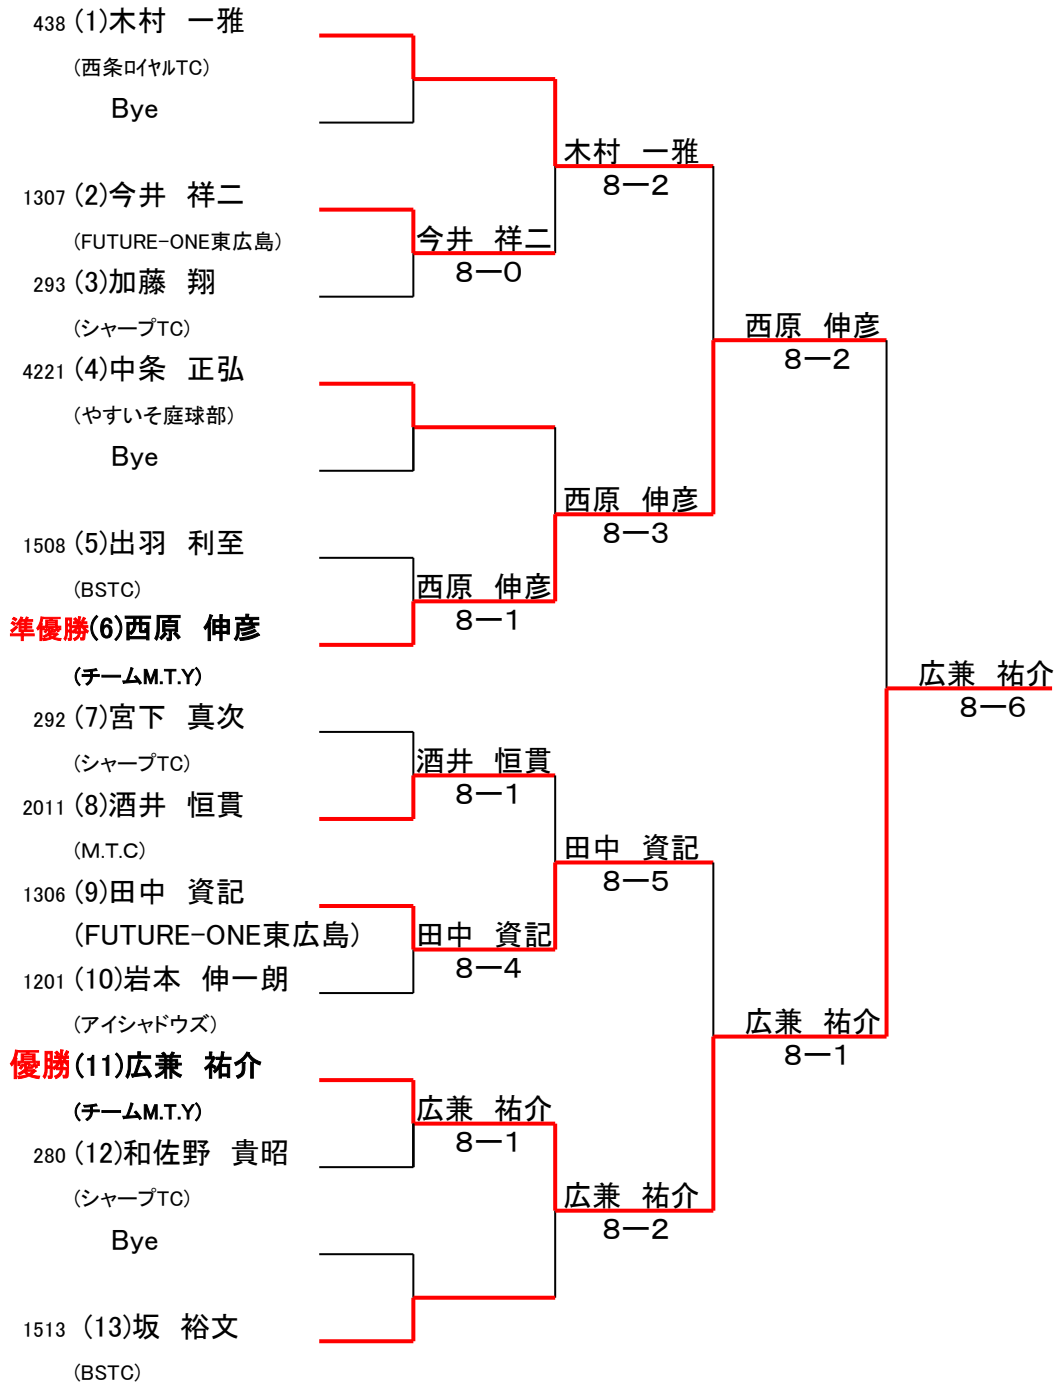 438 (1)木村　一雅
(西条ロイヤルTC)
Bye
木村　一雅
8－2
1307 (2)今井　祥二
(FUTURE-ONE東広島)
今井　祥二
8－0
293 (3)加藤　翔
(シャープTC)
西原　伸彦
8－2
4221 (4)中条　正弘
(やすいそ庭球部)
Bye
西原　伸彦
8－3
1508 (5)出羽　利至
(BSTC)
西原　伸彦
8－1
準優勝(6)西原　伸彦
(チームM.T.Y)
広兼　祐介
8－6
292 (7)宮下　真次
(シャープTC)
酒井　恒貫
8－1
2011 (8)酒井　恒貫
(M.T.C)
田中　資記
8－5
1306 (9)田中　資記
(FUTURE-ONE東広島)
田中　資記
8－4
1201 (10)岩本　伸一朗
(アイシャドウズ)
広兼　祐介
8－1
優勝(11)広兼　祐介
(チームM.T.Y)
広兼　祐介
8－1
280 (12)和佐野　貴昭
(シャープTC)
広兼　祐介
8－2
Bye
1513 (13)坂　裕文
(BSTC)